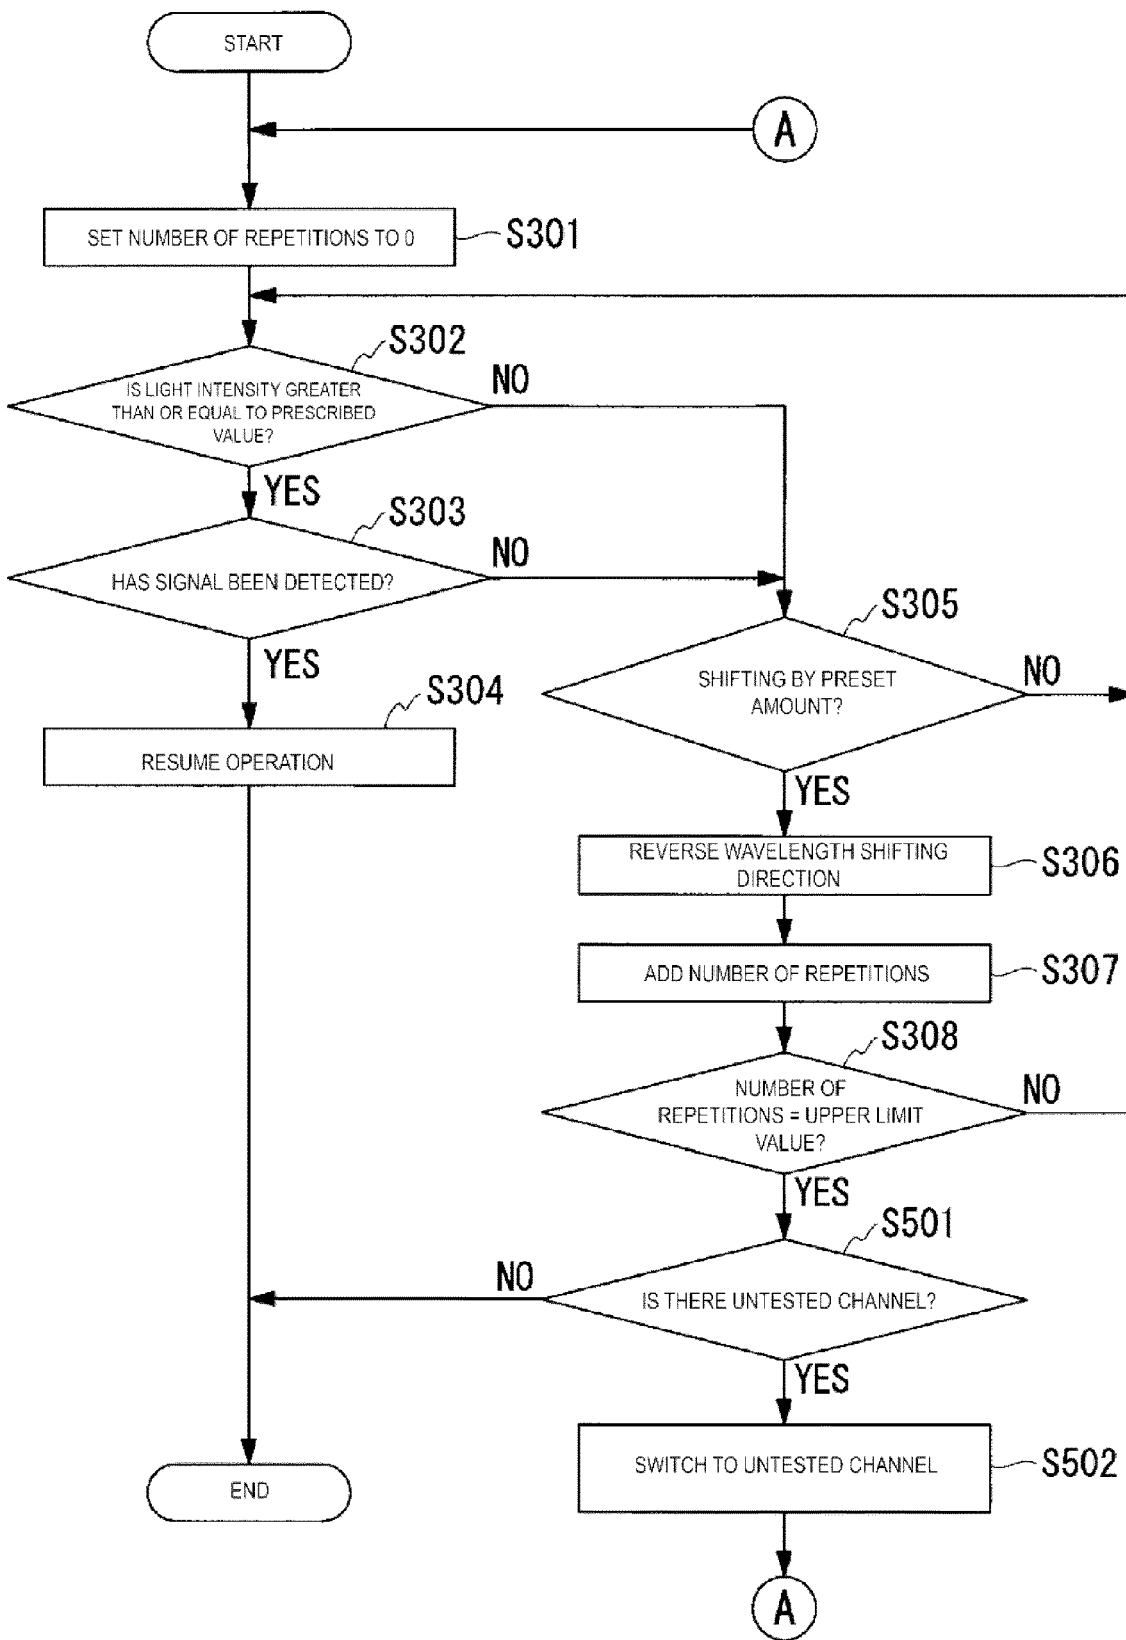 START
A
SET NUMBER OF REPETITIONS TO 0
S301
S302
IS LIGHT INTENSITY GREATER
THAN OR EQUAL TO PRESCRIBED
VALUE?
NO
YES
S303
HAS SIGNAL BEEN DETECTED?
NO
YES
S304
RESUME OPERATION
S305
SHIFTING BY PRESET
AMOUNT?
NO
YES
REVERSE WAVELENGTH SHIFTING
DIRECTION
S306
ADD NUMBER OF REPETITIONS
S307
S308
NUMBER OF
REPETITIONS = UPPER LIMIT
VALUE?
NO
YES
S501
IS THERE UNTESTED CHANNEL?
NO
YES
SWITCH TO UNTESTED CHANNEL
S502
END
A